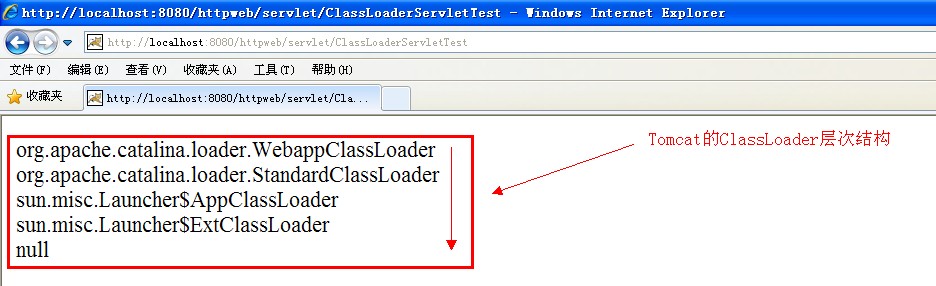 http://localhost:8080/httpweb/servlet/ClassLoaderServletTest - Windows Internet Explorer
http://localhost:8080/httpweb/servlet/ClassLoaderServletTest
文件(F) 编辑(E) 查看(V) 收藏夹(A) 工具(T) 帮助(H)
收藏夹 http://localhost:8080/httpweb/servlet/Cla...
org.apache.catalina.loader.WebappClassLoader
Tomcat的ClassLoader层次结构
org.apache.catalina.loader.StandardClassLoader
sun.misc.Launcher$AppClassLoader
sun.misc.Launcher$ExtClassLoader
null